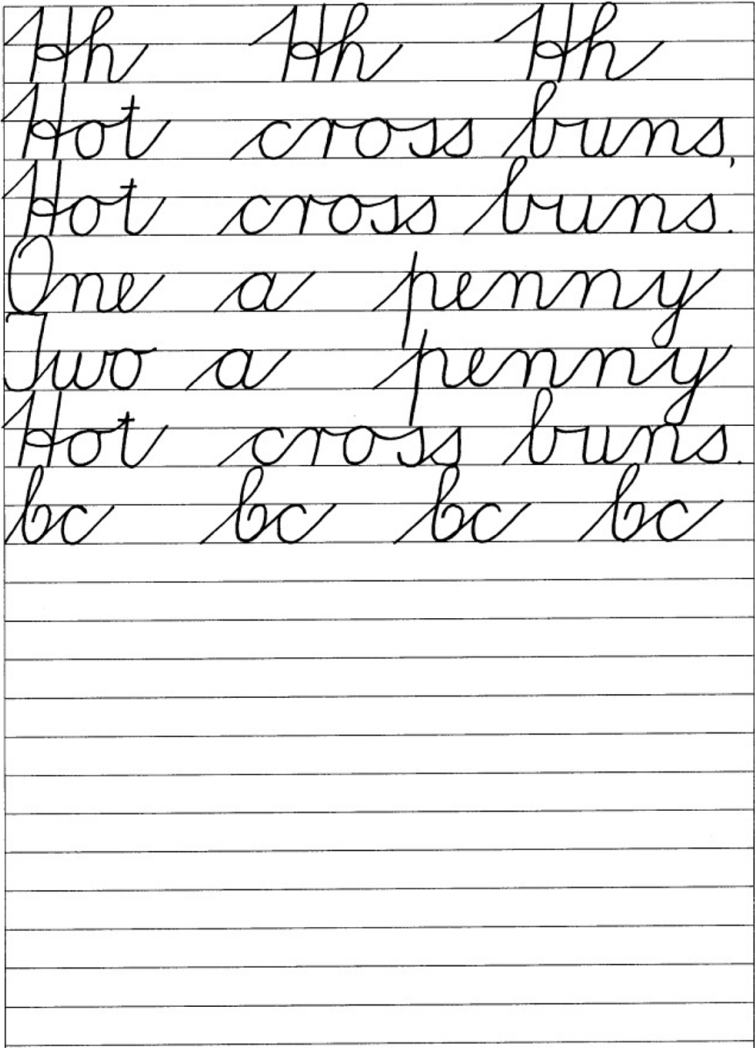 Hh Hh Hh
Hot cross buns,
Hot cross buns.
One a penny
Two a penny
Hot cross buns.
bc bc bc bc